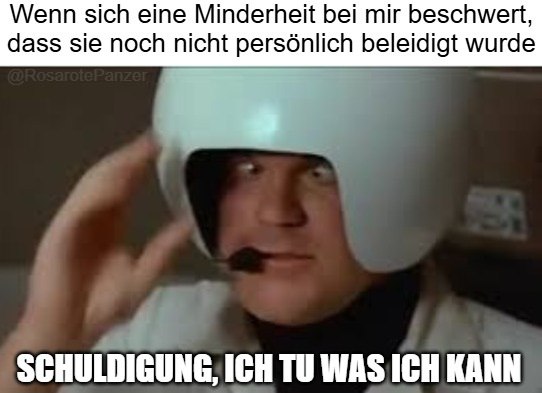 Wenn sich eine Minderheit bei mir beschwert,
dass sie noch nicht persönlich beleidigt wurde
@RosarotePanzer
SCHULDIGUNG, ICH TU WAS ICH KANN